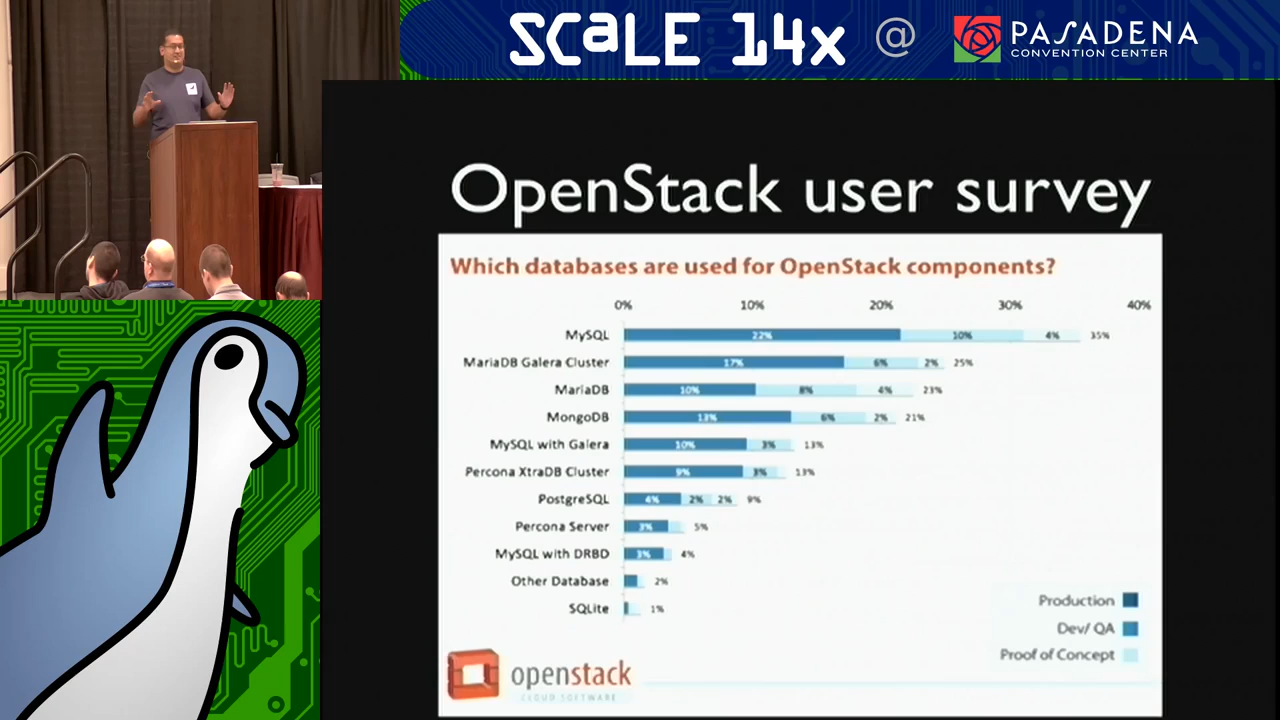 SCaLE 14x @ PASADENA
CONVENTION CENTER
OpenStack user survey
Which databases are used for OpenStack components?
0% 10% 20% 30% 40%
MySQL 22% 10% 4% 35%
MariaDB Galera Cluster 17% 6% 2% 25%
MariaDB 10% 8% 4% 23%
MongoDB 13% 6% 2% 21%
MySQL with Galera 10% 3% 13%
Percona XtraDB Cluster 9% 3% 13%
PostgreSQL 4% 2% 2% 9%
Percona Server 3% 5%
MySQL with DRBD 3% 4%
Other Database 2%
SQLite 1%
Production
Dev/ QA
Proof of Concept
openstack
CLOUD SOFTWARE